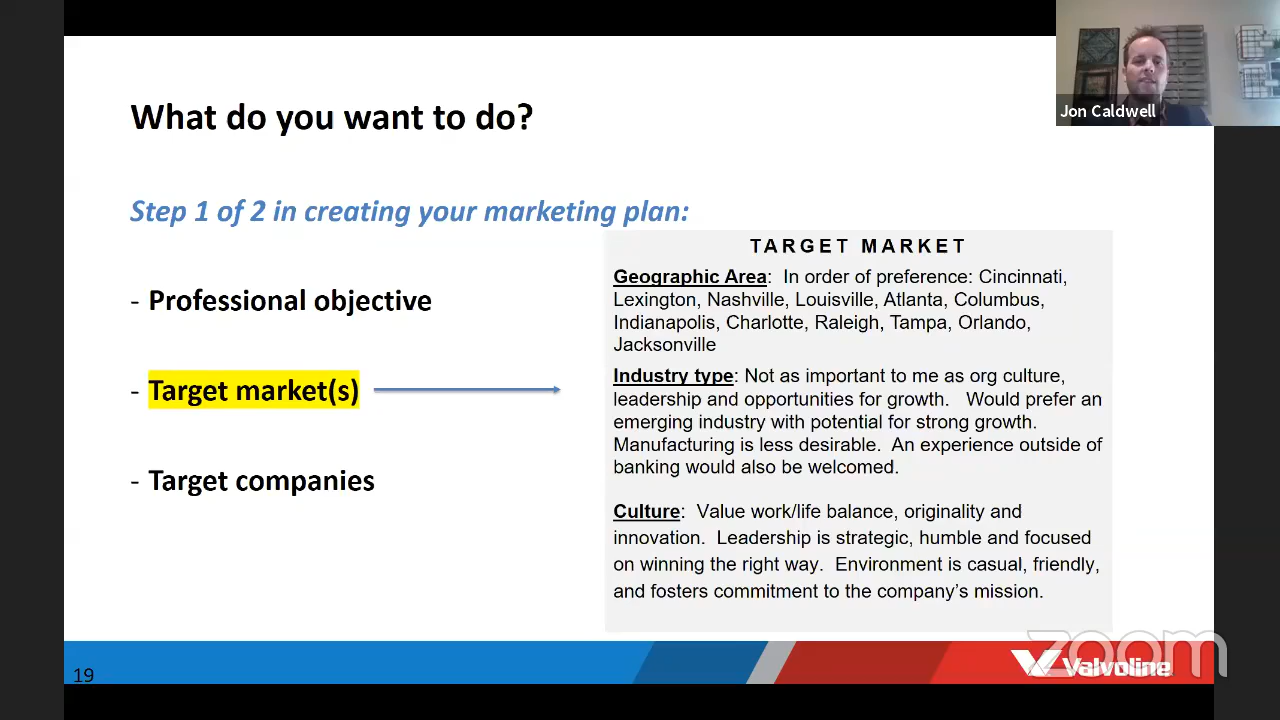 What do you want to do?
Jon Caldwell
Step 1 of 2 in creating your marketing plan:
- Professional objective
- Target market(s)
- Target companies
TARGET MARKET
Geographic Area:  In order of preference: Cincinnati,
Lexington, Nashville, Louisville, Atlanta, Columbus,
Indianapolis, Charlotte, Raleigh, Tampa, Orlando,
Jacksonville
Industry type: Not as important to me as org culture,
leadership and opportunities for growth.   Would prefer an
emerging industry with potential for strong growth.
Manufacturing is less desirable.  An experience outside of
banking would also be welcomed.
Culture:  Value work/life balance, originality and
innovation.  Leadership is strategic, humble and focused
on winning the right way.  Environment is casual, friendly,
and fosters commitment to the company's mission.
19
zoom
Valvoline